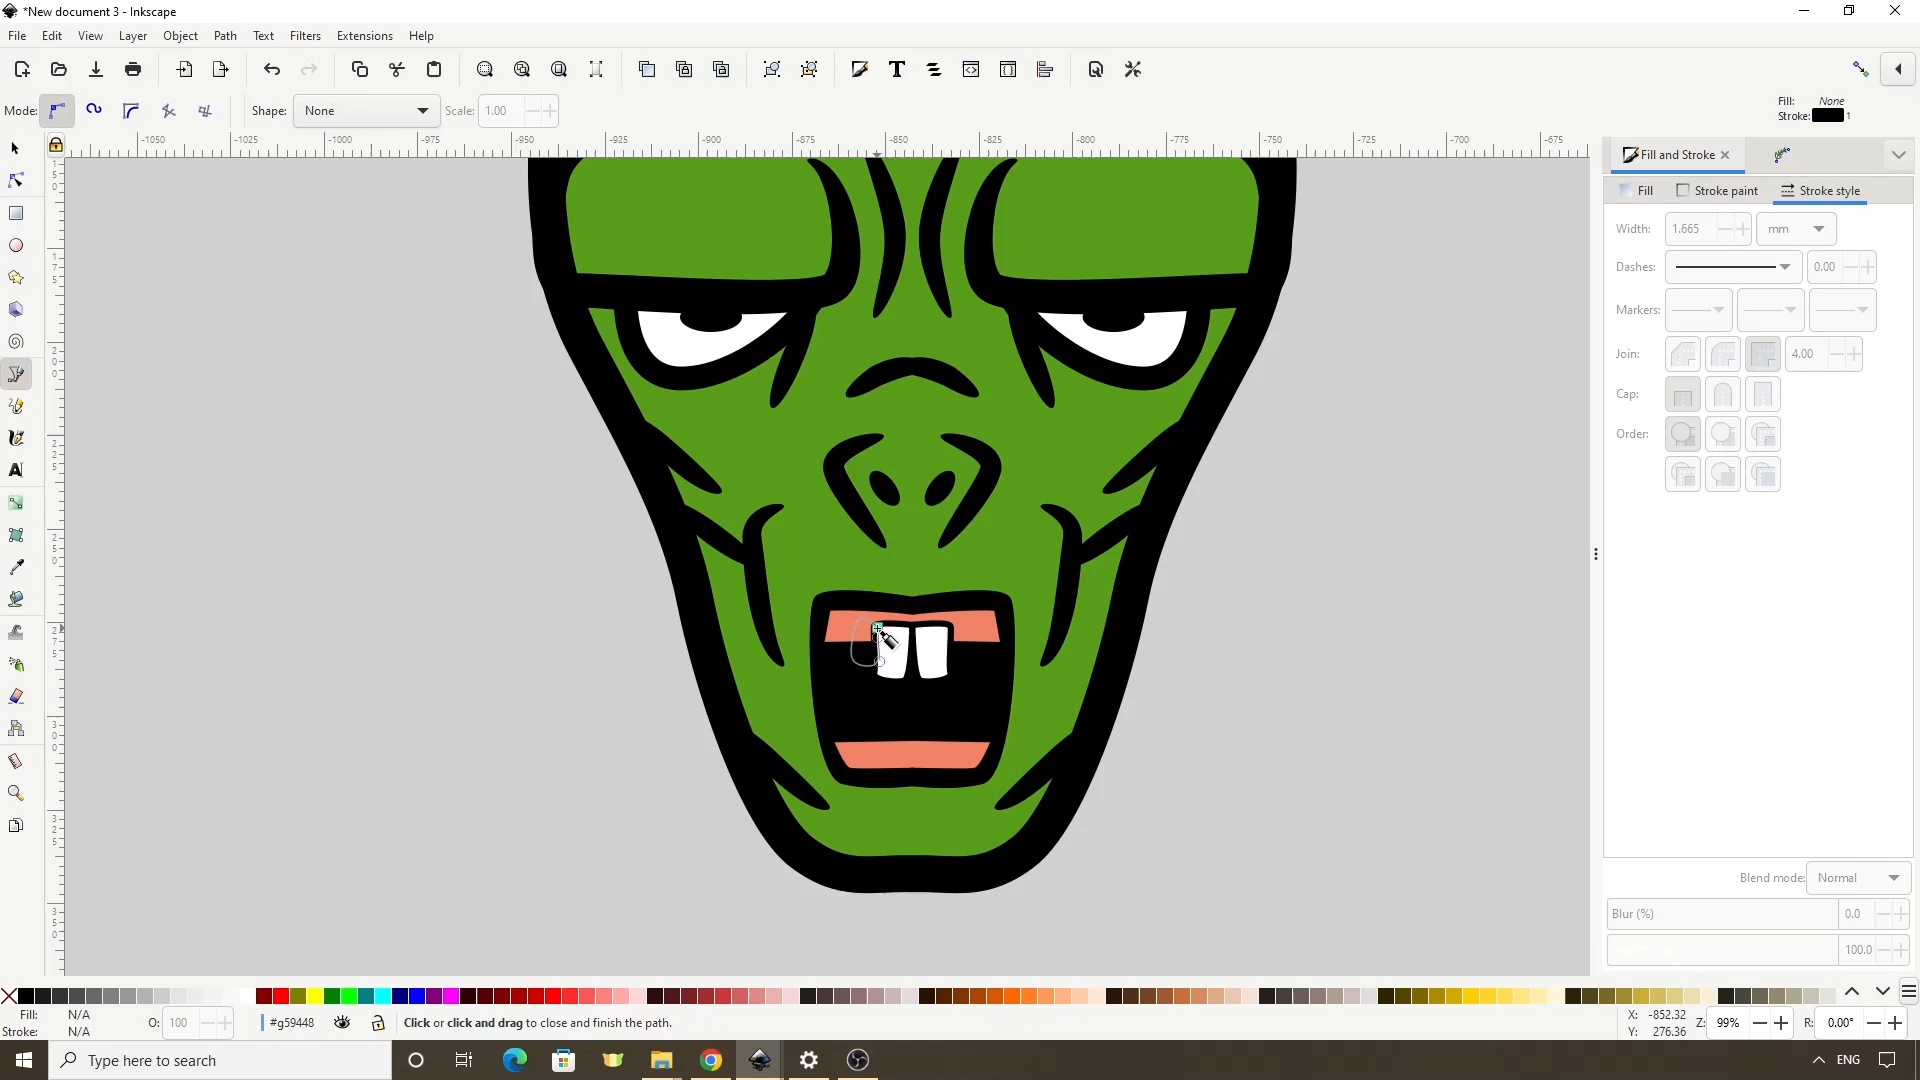 *New document 3 - Inkscape
File Edit View Layer Object Path Text Filters Extensions Help
Mode: Shape: None Scale: 1.00 Fill: None
Stroke: 1
-1050 -1025 -1000 -975 -950 -925 -900 -875 -850 -825 -800 -775 -750 -725 -700 -675
Fill and Stroke
Fill Stroke paint Stroke style
Width: 1.665 mm
Dashes: 0.00
Markers:
Join: 4.00
Cap:
Order:
Blend mode: Normal
Blur (%) 0.0
100.0
Fill: N/A
Stroke: N/A
O: 100 #g59448 Click or click and drag to close and finish the path.
X: -852.32
Y: 276.36
Z: 99% R: 0.00°
Type here to search
ENG